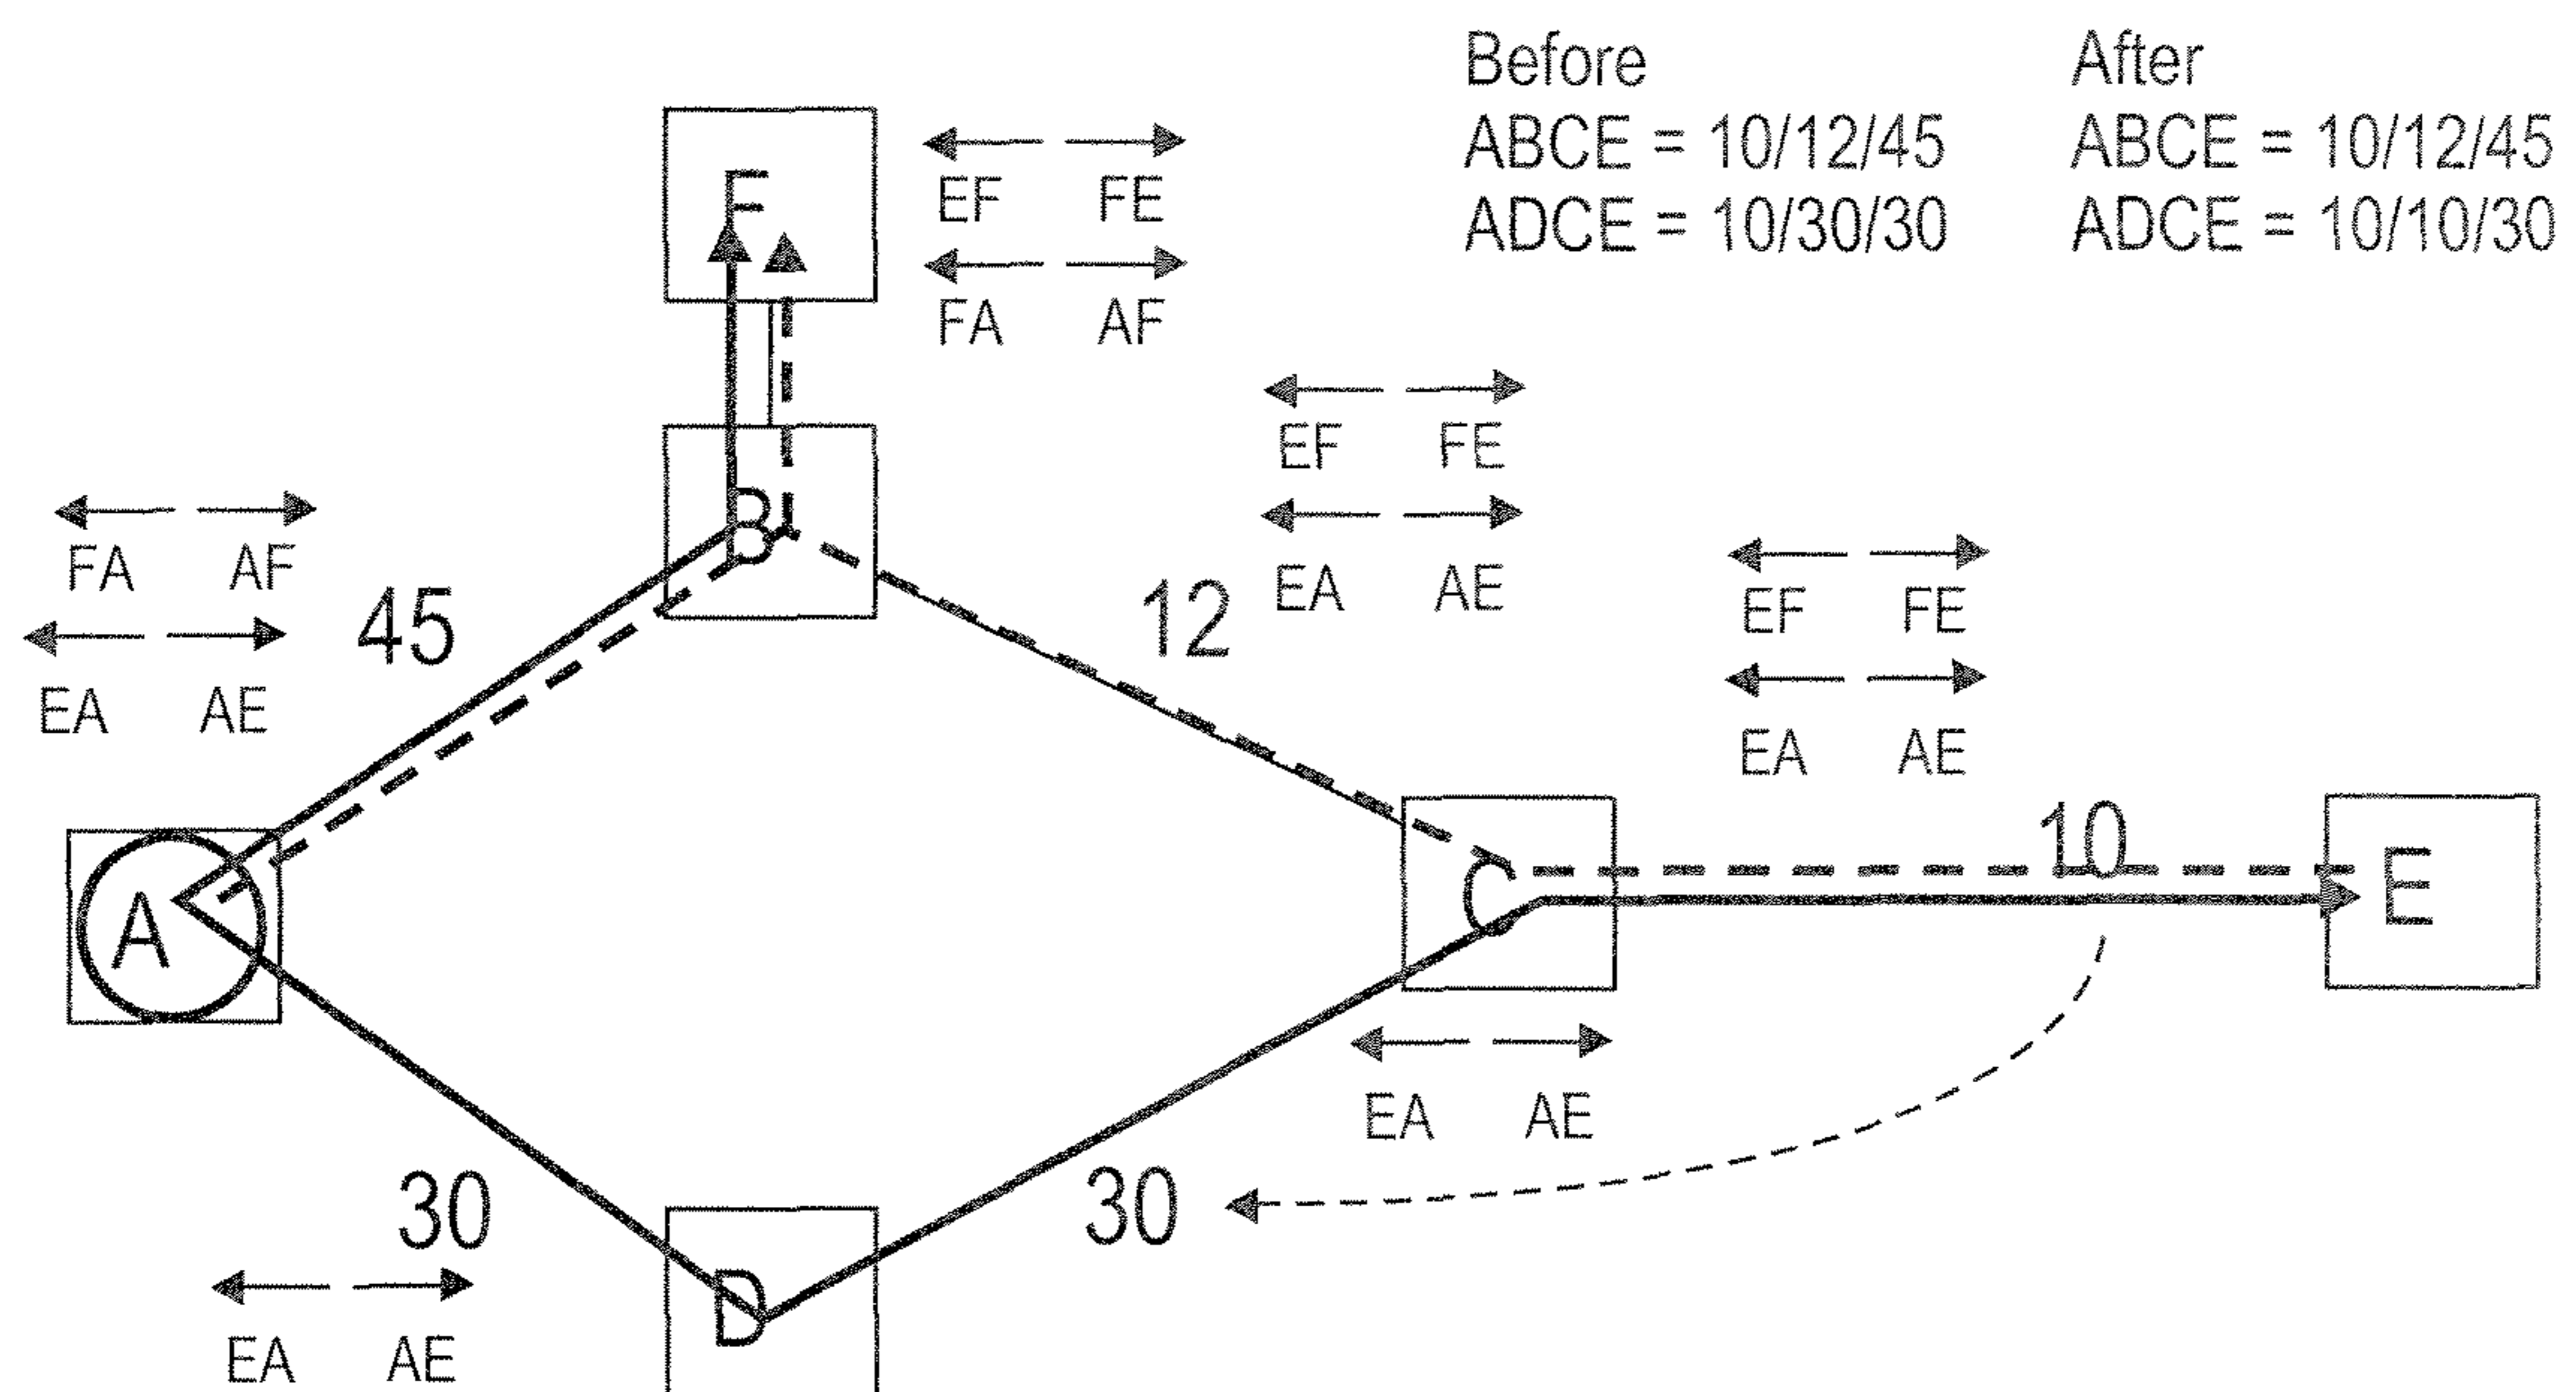 Before After
ABCE = 10/12/45 ABCE = 10/12/45
ADCE = 10/30/30 ADCE = 10/10/30
F
EF FE
FA AF
B
FA AF
EA AE
45
12
EF FE
EA AE
EF FE
EA AE
A
C
10
E
EA AE
30
30
D
EA AE